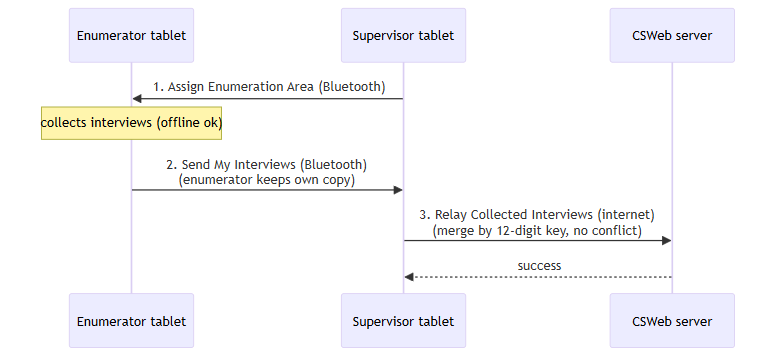 Enumerator tablet
Supervisor tablet
CSWeb server
1. Assign Enumeration Area (Bluetooth)
collects interviews (offline ok)
2. Send My Interviews (Bluetooth)
(enumerator keeps own copy)
3. Relay Collected Interviews (internet)
(merge by 12-digit key, no conflict)
success
Enumerator tablet
Supervisor tablet
CSWeb server